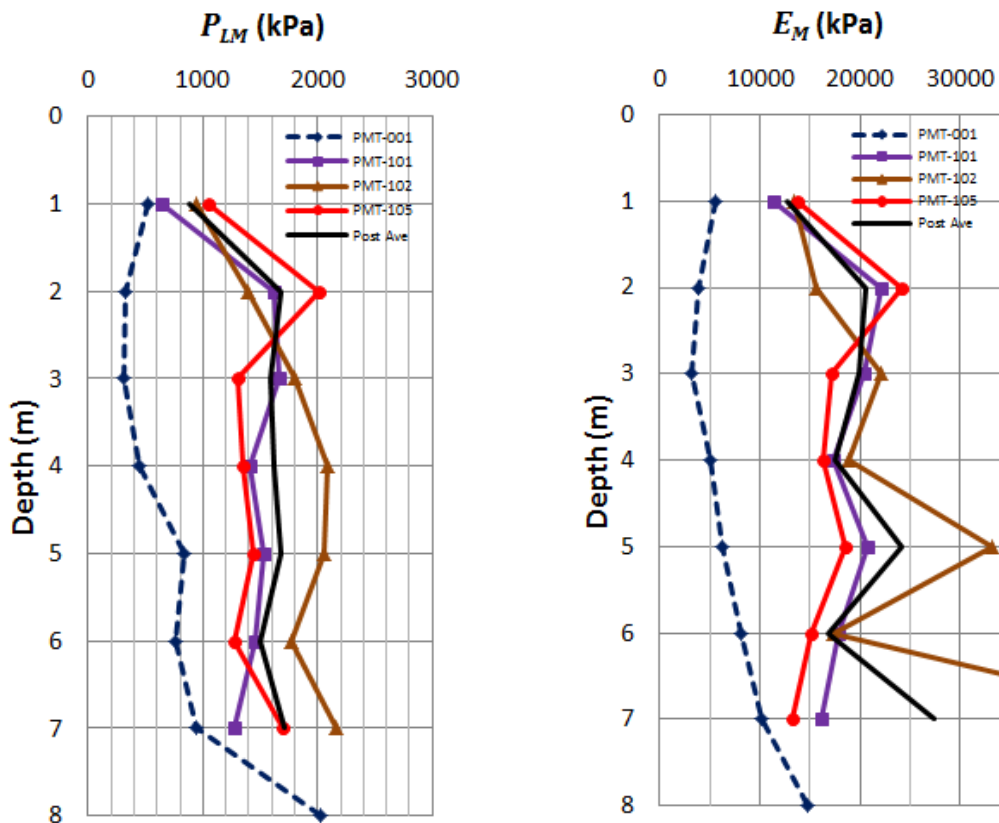 P_LM (kPa)
0 1000 2000 3000
0
1
2
3
4
5
6
7
8
Depth (m)
PMT-001
PMT-101
PMT-102
PMT-105
Post Ave
E_M (kPa)
0 10000 20000 30000
0
1
2
3
4
5
6
7
8
Depth (m)
PMT-001
PMT-101
PMT-102
PMT-105
Post Ave